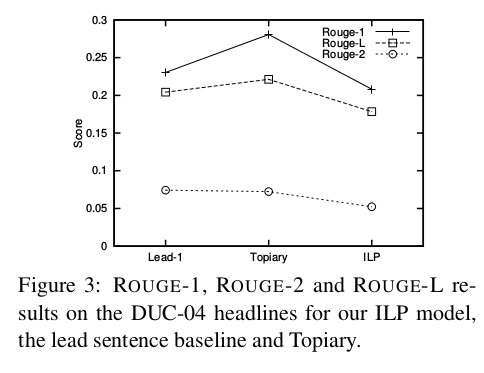 0.3
0.25
0.2
0.15
0.1
0.05
0
Score
Rouge-1
Rouge-L
Rouge-2
Lead-1 Topiary ILP
Figure 3: ROUGE-1, ROUGE-2 and ROUGE-L re-
sults on the DUC-04 headlines for our ILP model,
the lead sentence baseline and Topiary.